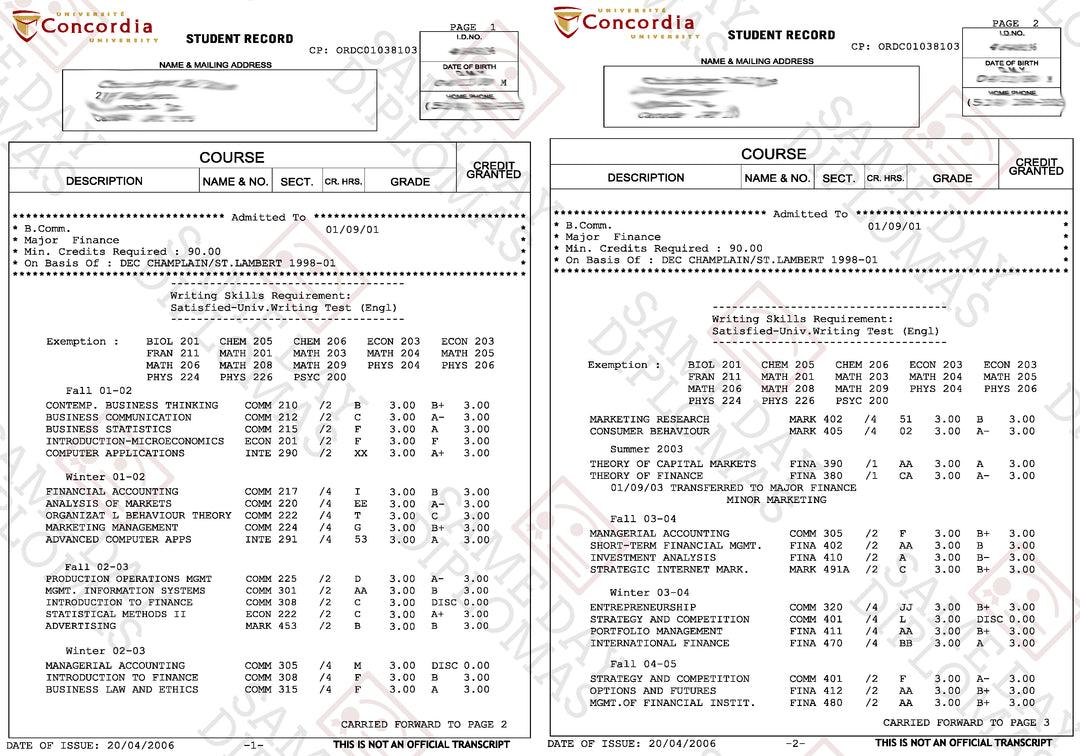 UNIVERSITÉ
Concordia
UNIVERSITY
STUDENT RECORD
PAGE 1
I.D.NO.
CP: ORDC01038103
DATE OF BIRTH
D.M.Y.
M
NAME & MAILING ADDRESS
HOME PHONE
COURSE
CREDIT GRANTED
DESCRIPTION NAME & NO. SECT. CR. HRS. GRADE
******************************** Admitted To ********************************
* B.Comm. 01/09/01 *
* Major Finance *
* Min. Credits Required : 90.00 *
* On Basis Of : DEC CHAMPLAIN/ST.LAMBERT 1998-01 *
Writing Skills Requirement:
Satisfied-Univ.Writing Test (Engl)
Exemption : BIOL 201 CHEM 205 CHEM 206 ECON 203 ECON 203
FRAN 211 MATH 201 MATH 203 MATH 204 MATH 205
MATH 206 MATH 208 MATH 209 PHYS 204 PHYS 206
PHYS 224 PHYS 226 PSYC 200
Fall 01-02
CONTEMP. BUSINESS THINKING COMM 210 /2 B 3.00 B+ 3.00
BUSINESS COMMUNICATION COMM 212 /2 C 3.00 A- 3.00
BUSINESS STATISTICS COMM 215 /2 F 3.00 A 3.00
INTRODUCTION-MICROECONOMICS ECON 201 /2 F 3.00 F 3.00
COMPUTER APPLICATIONS INTE 290 /2 XX 3.00 A+ 3.00
Winter 01-02
FINANCIAL ACCOUNTING COMM 217 /4 I 3.00 B 3.00
ANALYSIS OF MARKETS COMM 220 /4 EE 3.00 A- 3.00
ORGANIZAT L BEHAVIOUR THEORY COMM 222 /4 T 3.00 C 3.00
MARKETING MANAGEMENT COMM 224 /4 G 3.00 B+ 3.00
ADVANCED COMPUTER APPS INTE 291 /4 53 3.00 A 3.00
Fall 02-03
PRODUCTION OPERATIONS MGMT COMM 225 /2 D 3.00 A- 3.00
MGMT. INFORMATION SYSTEMS COMM 301 /2 AA 3.00 B 3.00
INTRODUCTION TO FINANCE COMM 308 /2 C 3.00 DISC 0.00
STATISTICAL METHODS II ECON 222 /2 C 3.00 A+ 3.00
ADVERTISING MARK 453 /2 B 3.00 B 3.00
Winter 02-03
MANAGERIAL ACCOUNTING COMM 305 /4 M 3.00 DISC 0.00
INTRODUCTION TO FINANCE COMM 308 /4 F 3.00 B 3.00
BUSINESS LAW AND ETHICS COMM 315 /4 F 3.00 A 3.00
CARRIED FORWARD TO PAGE 2
DATE OF ISSUE: 20/04/2006 -1- THIS IS NOT AN OFFICIAL TRANSCRIPT
UNIVERSITÉ
Concordia
UNIVERSITY
STUDENT RECORD
PAGE 2
I.D.NO.
CP: ORDC01038103
DATE OF BIRTH
D.M.Y.
NAME & MAILING ADDRESS
HOME PHONE
COURSE
CREDIT GRANTED
DESCRIPTION NAME & NO. SECT. CR. HRS. GRADE
******************************** Admitted To ********************************
* B.Comm. 01/09/01 *
* Major Finance *
* Min. Credits Required : 90.00 *
* On Basis Of : DEC CHAMPLAIN/ST.LAMBERT 1998-01 *
Writing Skills Requirement:
Satisfied-Univ.Writing Test (Engl)
Exemption : BIOL 201 CHEM 205 CHEM 206 ECON 203 ECON 203
FRAN 211 MATH 201 MATH 203 MATH 204 MATH 205
MATH 206 MATH 208 MATH 209 PHYS 204 PHYS 206
PHYS 224 PHYS 226 PSYC 200
MARKETING RESEARCH MARK 402 /4 51 3.00 B 3.00
CONSUMER BEHAVIOUR MARK 405 /4 02 3.00 A- 3.00
Summer 2003
THEORY OF CAPITAL MARKETS FINA 390 /1 AA 3.00 A 3.00
THEORY OF FINANCE FINA 380 /1 CA 3.00 A- 3.00
01/09/03 TRANSFERRED TO MAJOR FINANCE
MINOR MARKETING
Fall 03-04
MANAGERIAL ACCOUNTING COMM 305 /2 F 3.00 B+ 3.00
SHORT-TERM FINANCIAL MGMT. FINA 402 /2 AA 3.00 B 3.00
INVESTMENT ANALYSIS FINA 410 /2 A 3.00 B- 3.00
STRATEGIC INTERNET MARK. MARK 491A /2 C 3.00 B+ 3.00
Winter 03-04
ENTREPRENEURSHIP COMM 320 /4 JJ 3.00 B+ 3.00
STRATEGY AND COMPETITION COMM 401 /4 L 3.00 DISC 0.00
PORTFOLIO MANAGEMENT FINA 411 /4 AA 3.00 B+ 3.00
INTERNATIONAL FINANCE FINA 470 /4 BB 3.00 A 3.00
Fall 04-05
STRATEGY AND COMPETITION COMM 401 /2 F 3.00 A- 3.00
OPTIONS AND FUTURES FINA 412 /2 AA 3.00 B+ 3.00
MGMT.OF FINANCIAL INSTIT. FINA 480 /2 AA 3.00 B+ 3.00
CARRIED FORWARD TO PAGE 3
DATE OF ISSUE: 20/04/2006 -2- THIS IS NOT AN OFFICIAL TRANSCRIPT
SAME DAY
DIPLOMAS